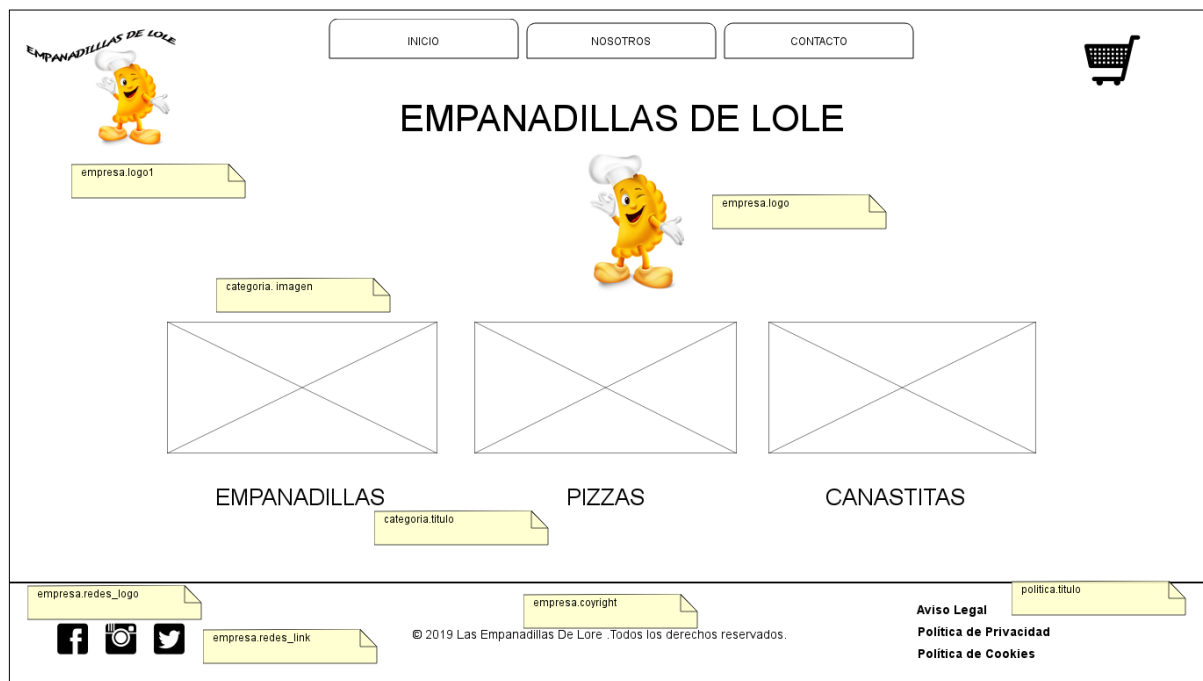 EMPANADILLLAS DE LOLE
INICIO
NOSOTROS
CONTACTO
EMPANADILLAS DE LOLE
empresa.logo1
empresa.logo
categoria. imagen
EMPANADILLAS
PIZZAS
CANASTITAS
categoria.titulo
empresa.redes_logo
empresa.redes_link
empresa.coyright
© 2019 Las Empanadillas De Lore .Todos los derechos reservados.
politica.titulo
Aviso Legal
Política de Privacidad
Política de Cookies